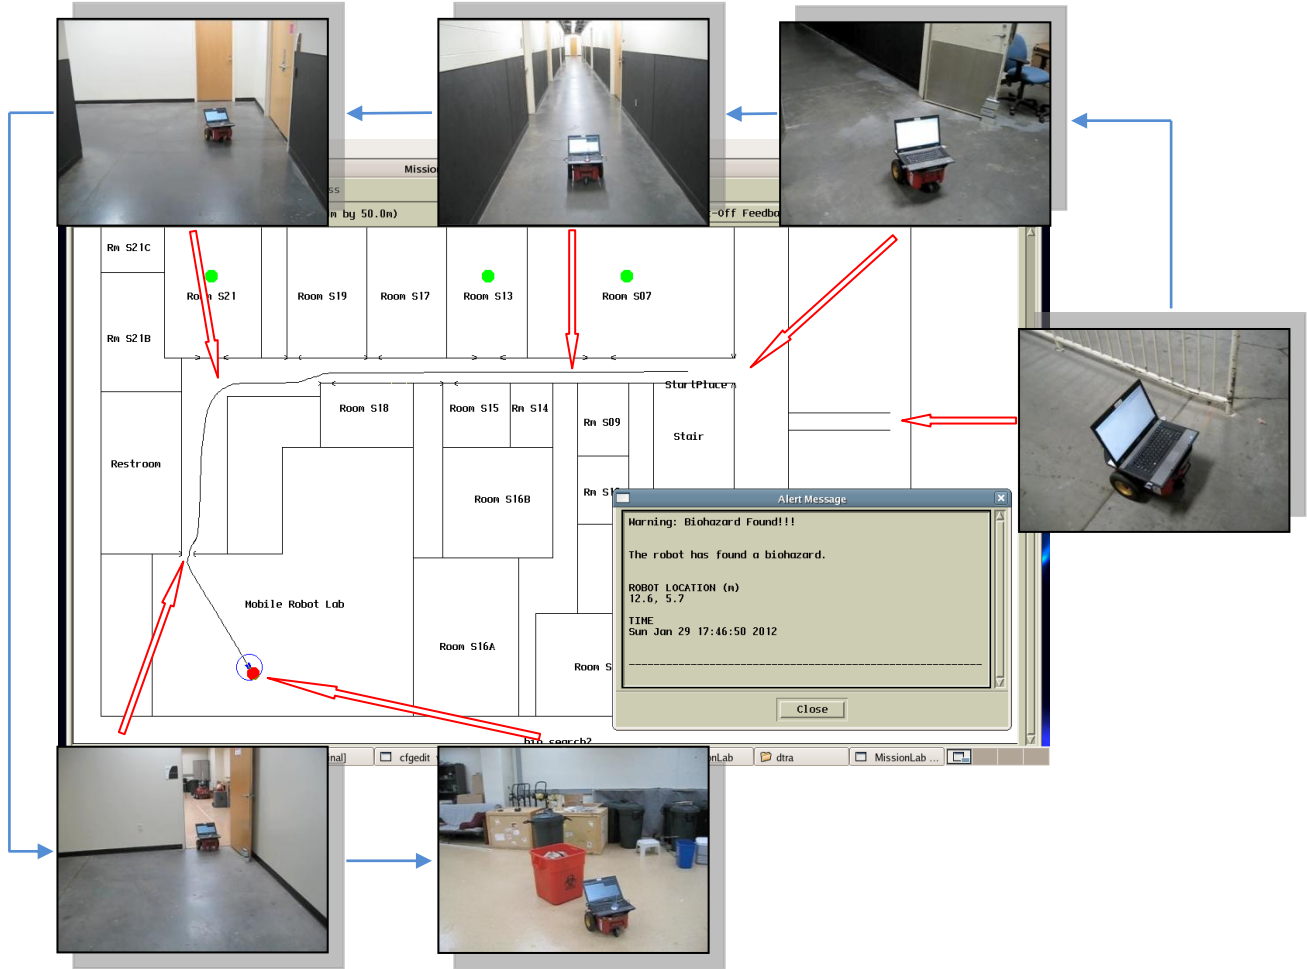 Missio
ss
m by 50.0m)
-Off Feedba
Rm S21C
Room S21
Room S19
Room S17
Room S13
Room S07
Rm S21B
StartPlace
Room S18
Room S15
Rm S14
Rm S09
Stair
Restroom
Room S16B
Rm S1
Mobile Robot Lab
Room S16A
Room S
Alert Message
Warning: Biohazard Found!!!
The robot has found a biohazard.
ROBOT LOCATION (m)
12.6, 5.7
TIME
Sun Jan 29 17:46:50 2012
Close
bio_search2
nal]
cfgedit
onLab
dtra
MissionLab ...